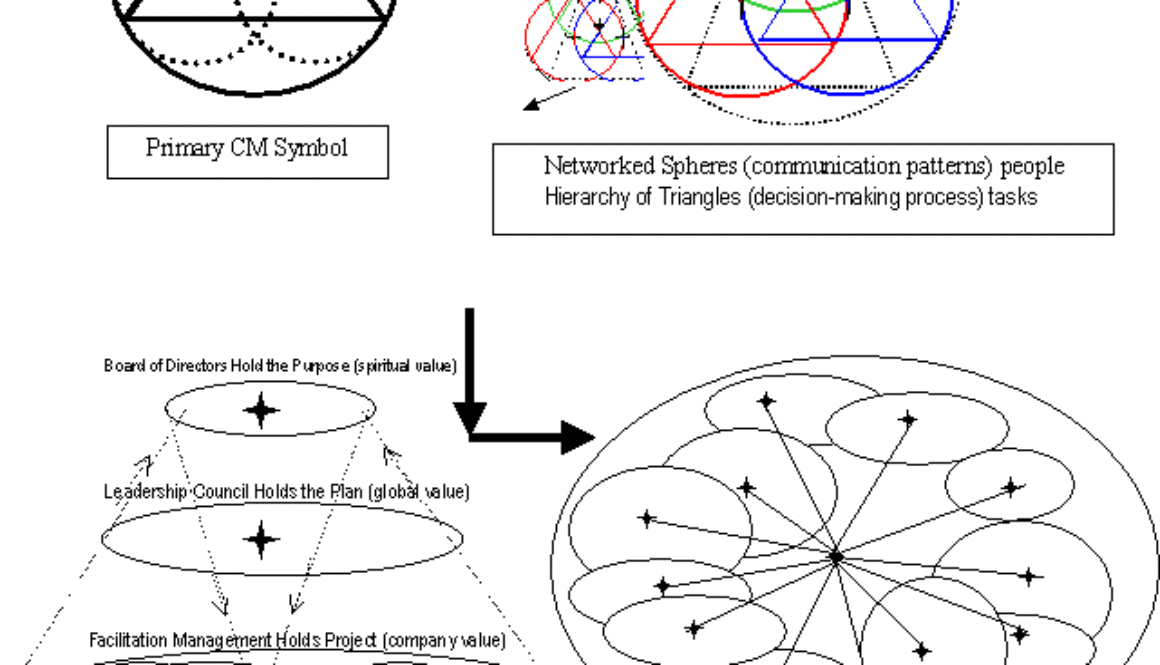 Primary CM Symbol
Networked Spheres (communication patterns) people
Hierarchy of Triangles (decision-making process) tasks
Board of Directors Hold the Purpose (spiritual value)
Leadership Council Holds the Plan (global value)
Facilitation Management Holds Project (company value)